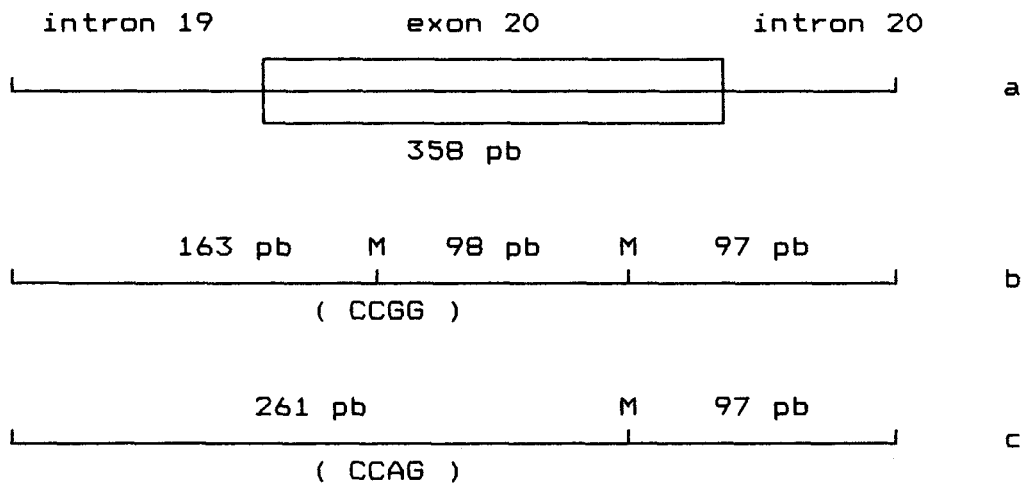 intron 19 exon 20 intron 20
a
358 pb
163 pb M 98 pb M 97 pb
b
( CCGG )
261 pb M 97 pb
c
( CCAG )